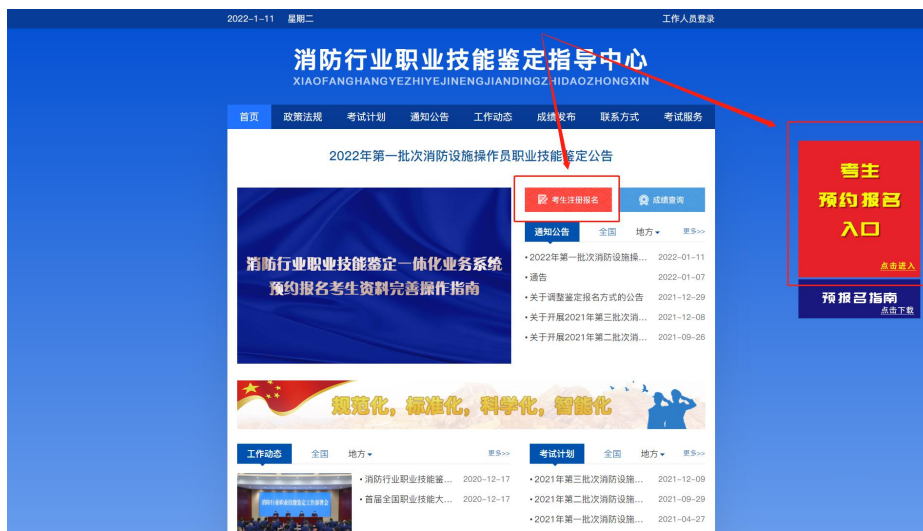 2022-1-11 星期二 工作人员登录
消防行业职业技能鉴定指导中心
XIAOFANGHANGYEZHIYEJINENGJIANDINGZHIDAOZHONGXIN
首页 政策法规 考试计划 通知公告 工作动态 成绩发布 联系方式 考试服务
2022年第一批次消防设施操作员职业技能鉴定公告
考生注册报名 成绩查询
通知公告 全国 地方 更多>>
•2022年第一批次消防设施操... 2022-01-11
•通告 2022-01-07
•关于调整鉴定报名方式的公告 2021-12-29
•关于开展2021年第三批次消... 2021-12-08
•关于开展2021年第二批次消... 2021-09-26
消防行业职业技能鉴定一体化业务系统
预约报名考生资料完善操作指南
考生
预约报名
入口
点击进入
预报名指南
点击下载
规范化，标准化，科学化，智能化
工作动态 全国 地方 更多>>
•消防行业职业技能鉴... 2020-12-17
•首届全国职业技能大... 2020-12-17
消防行业职业技能鉴定工作部署会
考试计划 全国 地方 更多>>
•2021年第三批次消防设施... 2021-12-09
•2021年第二批次消防设施... 2021-09-29
•2021年第一批次消防设施... 2021-04-27